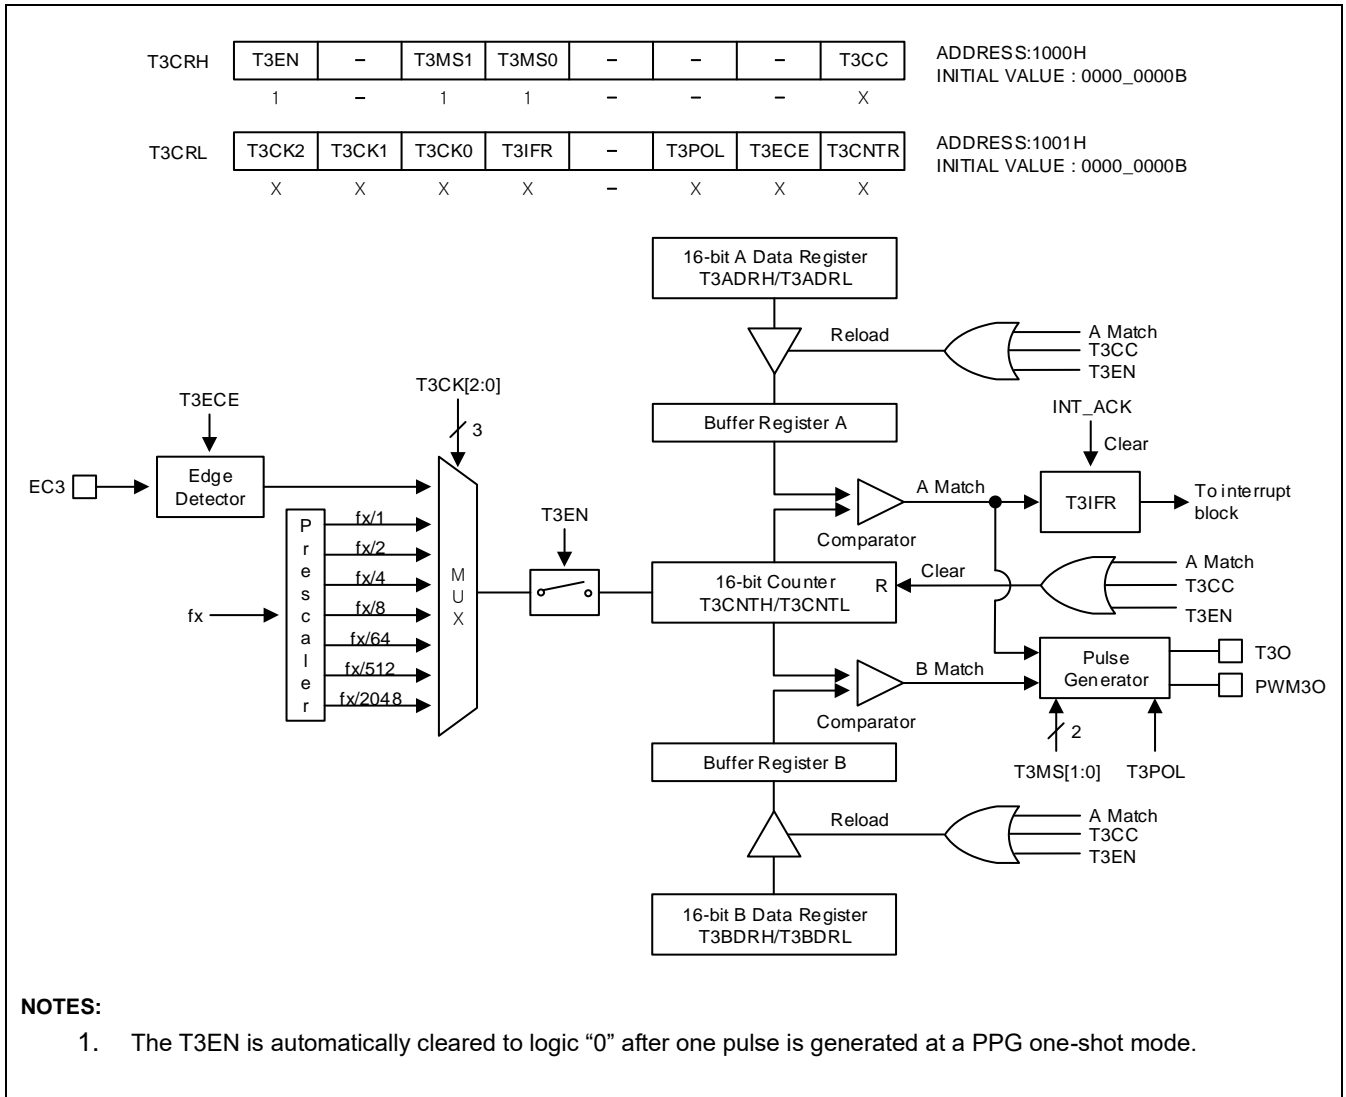 T3CRH T3EN – T3MS1 T3MS0 – – – T3CC ADDRESS:1000H
INITIAL VALUE : 0000_0000B
1 – 1 1 – – – X
T3CRL T3CK2 T3CK1 T3CK0 T3IFR – T3POL T3ECE T3CNTR ADDRESS:1001H
INITIAL VALUE : 0000_0000B
X X X X – X X X
16-bit A Data Register
T3ADRH/T3ADRL
Reload
A Match
T3CC
T3EN
T3CK[2:0]
3
T3ECE
Buffer Register A
INT_ACK
Clear
EC3
Edge
Detector
A Match
T3IFR
To interrupt
block
Comparator
T3EN
Prescaler
fx/1
fx/2
fx/4
fx/8
fx/64
fx/512
fx/2048
fx
MUX
16-bit Counter
T3CNTH/T3CNTL
R
Clear
A Match
T3CC
T3EN
B Match
Comparator
Pulse
Generator
T3O
PWM3O
2
T3MS[1:0]
T3POL
Buffer Register B
Reload
A Match
T3CC
T3EN
16-bit B Data Register
T3BDRH/T3BDRL
NOTES:
1. The T3EN is automatically cleared to logic “0” after one pulse is generated at a PPG one-shot mode.